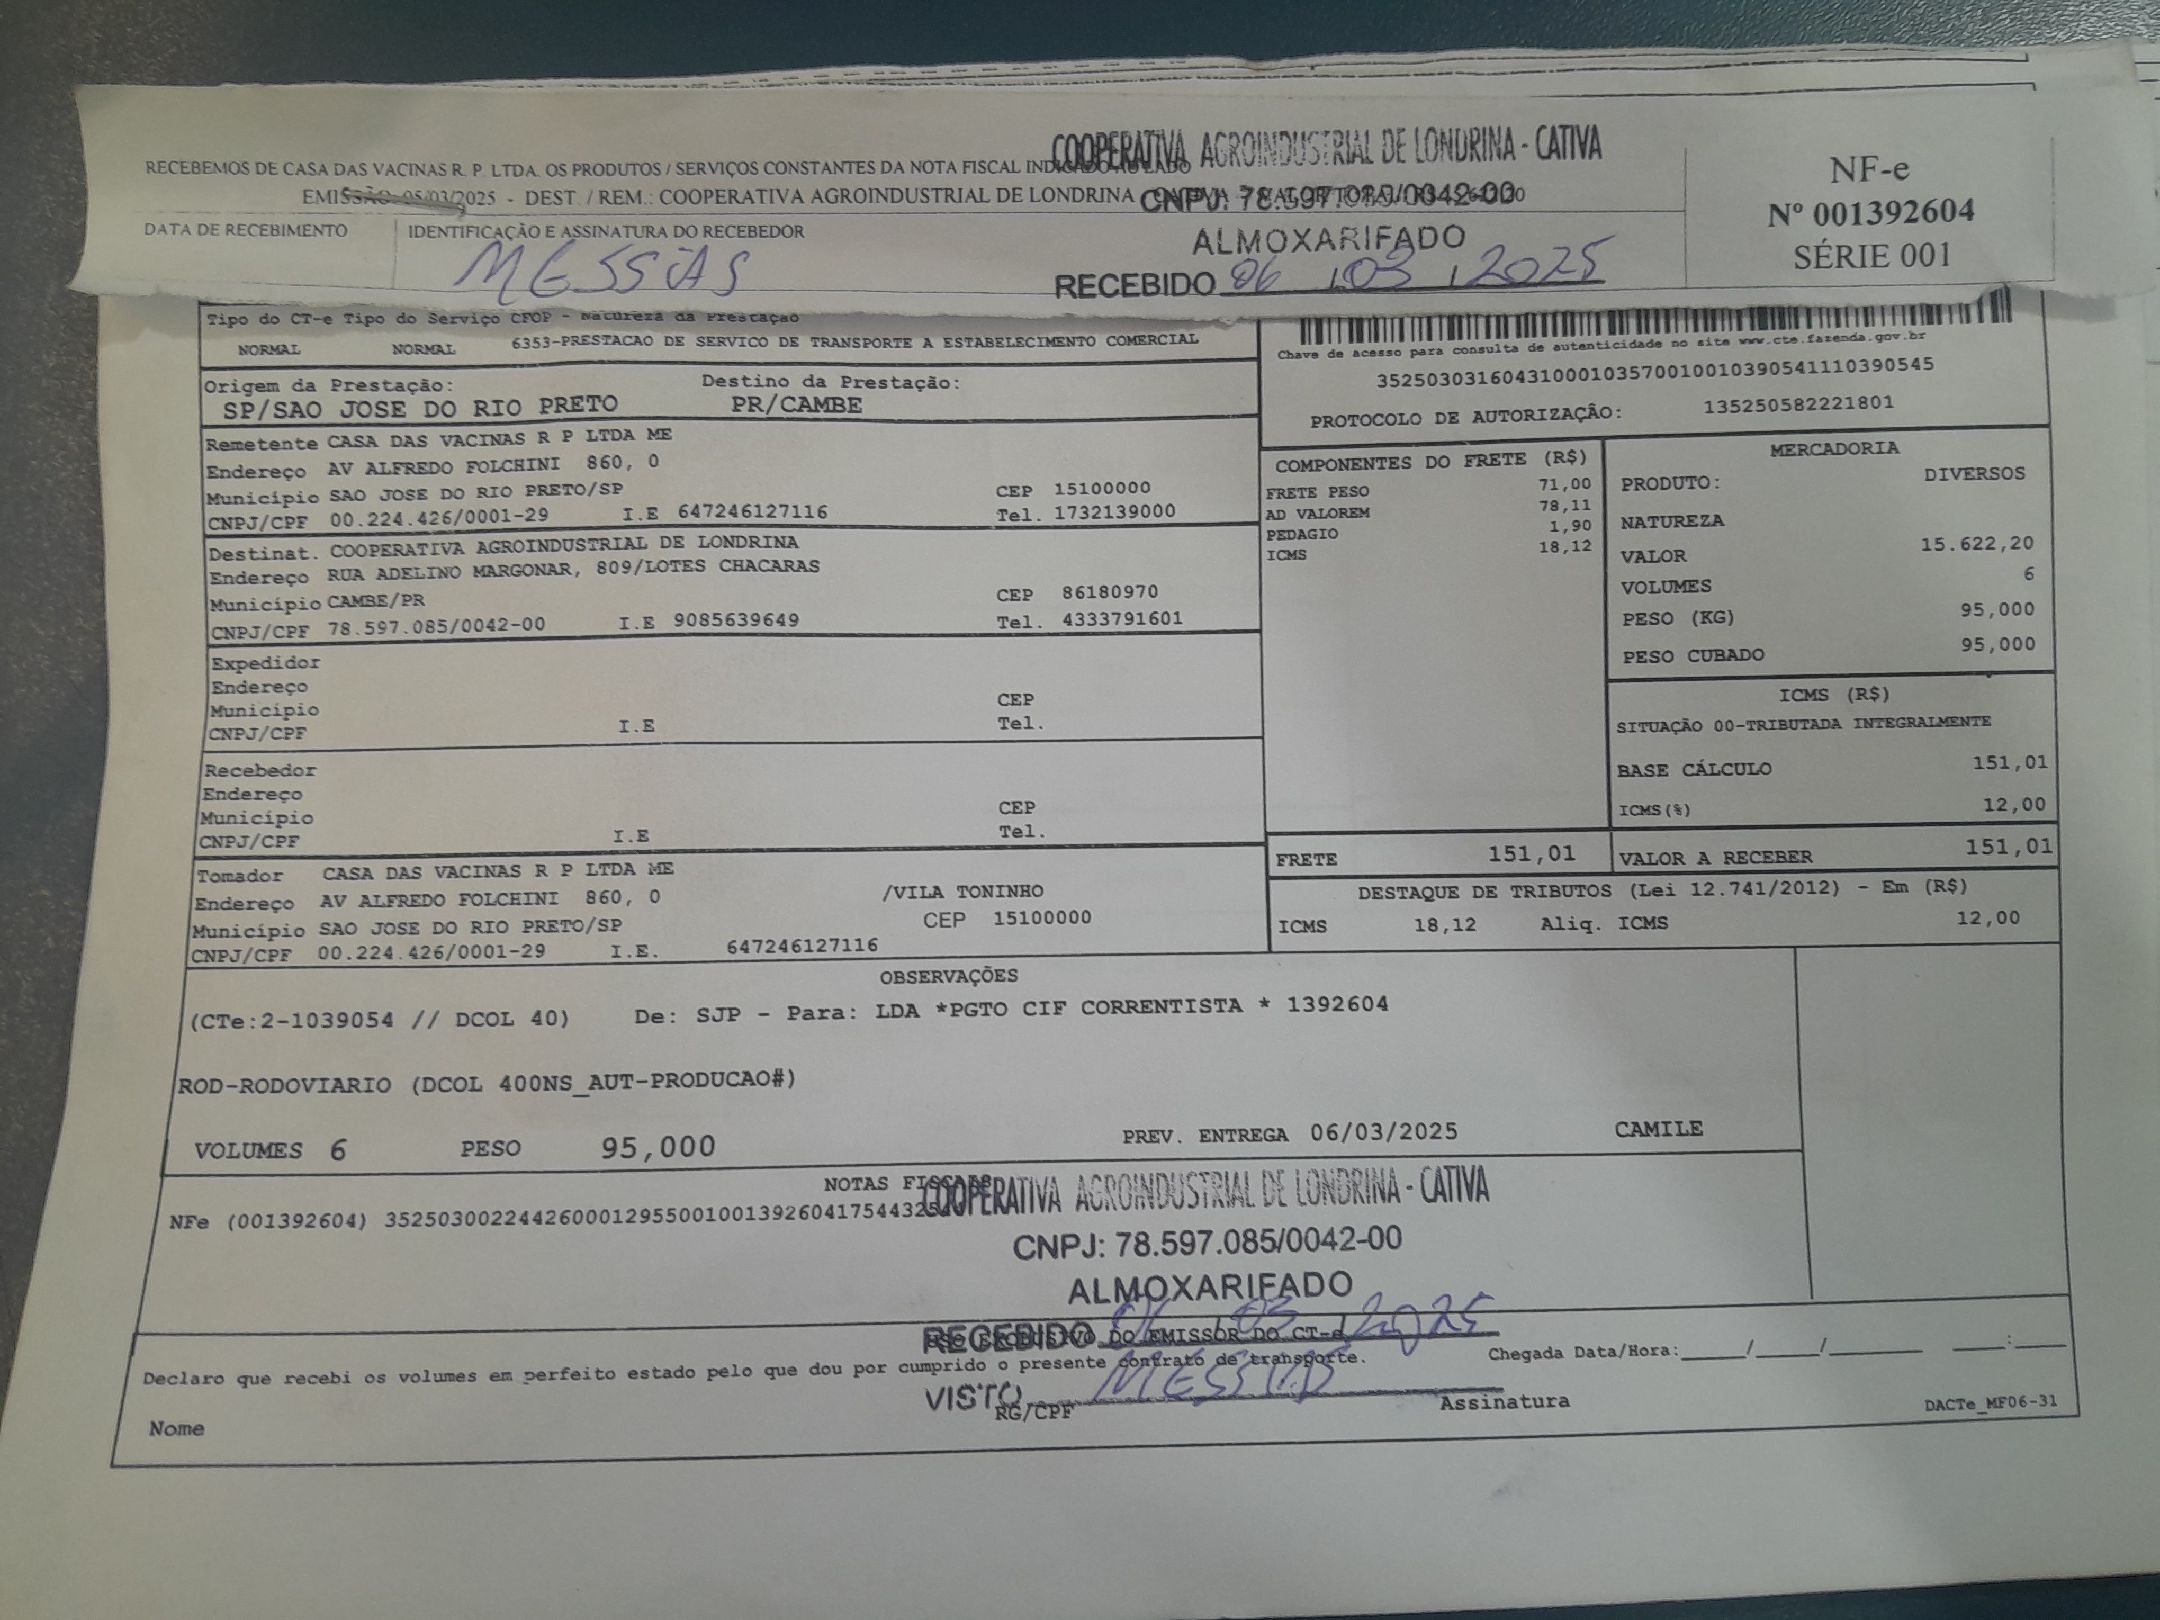 COOPERATIVA AGROINDUSTRIAL DE LONDRINA - CATIVA
RECEBEMOS DE CASA DAS VACINAS R. P. LTDA. OS PRODUTOS / SERVIÇOS CONSTANTES DA NOTA FISCAL INDICADO AO LADO
EMISSÃO: 05/03/2025 - DEST. / REM.: COOPERATIVA AGROINDUSTRIAL DE LONDRINA
CNPJ: 78.597.085/0042-00
DATA DE RECEBIMENTO IDENTIFICAÇÃO E ASSINATURA DO RECEBEDOR
MESSIAS
ALMOXARIFADO
RECEBIDO 06 / 03 / 2025
NF-e
Nº 001392604
SÉRIE 001
Tipo do CT-e Tipo do Serviço CFOP - Natureza da Prestação
NORMAL NORMAL 6353-PRESTACAO DE SERVICO DE TRANSPORTE A ESTABELECIMENTO COMERCIAL
Chave de acesso para consulta de autenticidade no site www.cte.fazenda.gov.br
35250303160431000103570010010390541110390545
PROTOCOLO DE AUTORIZAÇÃO: 135250582221801
Origem da Prestação: Destino da Prestação:
SP/SAO JOSE DO RIO PRETO PR/CAMBE
Remetente CASA DAS VACINAS R P LTDA ME
Endereço AV ALFREDO FOLCHINI 860, 0
Município SAO JOSE DO RIO PRETO/SP CEP 15100000
CNPJ/CPF 00.224.426/0001-29 I.E 647246127116 Tel. 1732139000
Destinat. COOPERATIVA AGROINDUSTRIAL DE LONDRINA
Endereço RUA ADELINO MARGONAR, 809/LOTES CHACARAS
Município CAMBE/PR CEP 86180970
CNPJ/CPF 78.597.085/0042-00 I.E 9085639649 Tel. 4333791601
Expedidor
Endereço
Município CEP
CNPJ/CPF I.E Tel.
Recebedor
Endereço
Município CEP
CNPJ/CPF I.E Tel.
Tomador CASA DAS VACINAS R P LTDA ME
Endereço AV ALFREDO FOLCHINI 860, 0 /VILA TONINHO
Município SAO JOSE DO RIO PRETO/SP CEP 15100000
CNPJ/CPF 00.224.426/0001-29 I.E. 647246127116
COMPONENTES DO FRETE (R$)
FRETE PESO 71,00
AD VALOREM 78,11
PEDAGIO 1,90
ICMS 18,12
MERCADORIA
PRODUTO: DIVERSOS
NATUREZA
VALOR 15.622,20
VOLUMES 6
PESO (KG) 95,000
PESO CUBADO 95,000
ICMS (R$)
SITUAÇÃO 00-TRIBUTADA INTEGRALMENTE
BASE CÁLCULO 151,01
ICMS(%) 12,00
FRETE 151,01 VALOR A RECEBER 151,01
DESTAQUE DE TRIBUTOS (Lei 12.741/2012) - Em (R$)
ICMS 18,12 Aliq. ICMS 12,00
OBSERVAÇÕES
(CTe:2-1039054 // DCOL 40) De: SJP - Para: LDA *PGTO CIF CORRENTISTA * 1392604
ROD-RODOVIARIO (DCOL 400NS_AUT-PRODUCAO#)
VOLUMES 6 PESO 95,000 PREV. ENTREGA 06/03/2025 CAMILE
NOTAS FISCAIS
COOPERATIVA AGROINDUSTRIAL DE LONDRINA - CATIVA
NFe (001392604)
CNPJ: 78.597.085/0042-00
ALMOXARIFADO
RECEBIDO 06 / 03 / 2025
USO EXCLUSIVO DO EMISSOR DO CT-e
Declaro que recebi os volumes em perfeito estado pelo que dou por cumprido o presente contrato de transporte. Chegada Data/Hora:_____/_____/_______ ____:____
VISTO MESSIAS
Nome RG/CPF Assinatura DACTe_MF06-31